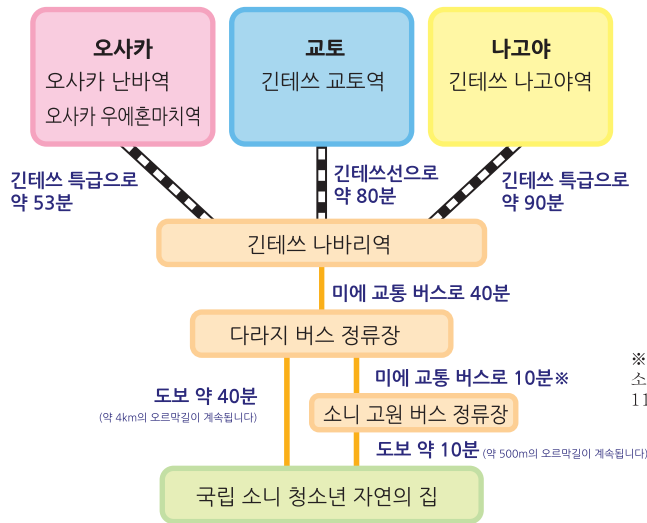 오사카
오사카 난바역
오사카 우에혼마치역
교토
긴테쓰 교토역
나고야
긴테쓰 나고야역
긴테쓰 특급으로
약 53분
긴테쓰선으로
약 80분
긴테쓰 특급으로
약 90분
긴테쓰 나바리역
미에 교통 버스로 40분
다라지 버스 정류장
※
소
11
도보 약 40분
(약 4km의 오르막길이 계속됩니다)
미에 교통 버스로 10분※
소니 고원 버스 정류장
도보 약 10분 (약 500m의 오르막길이 계속됩니다)
국립 소니 청소년 자연의 집